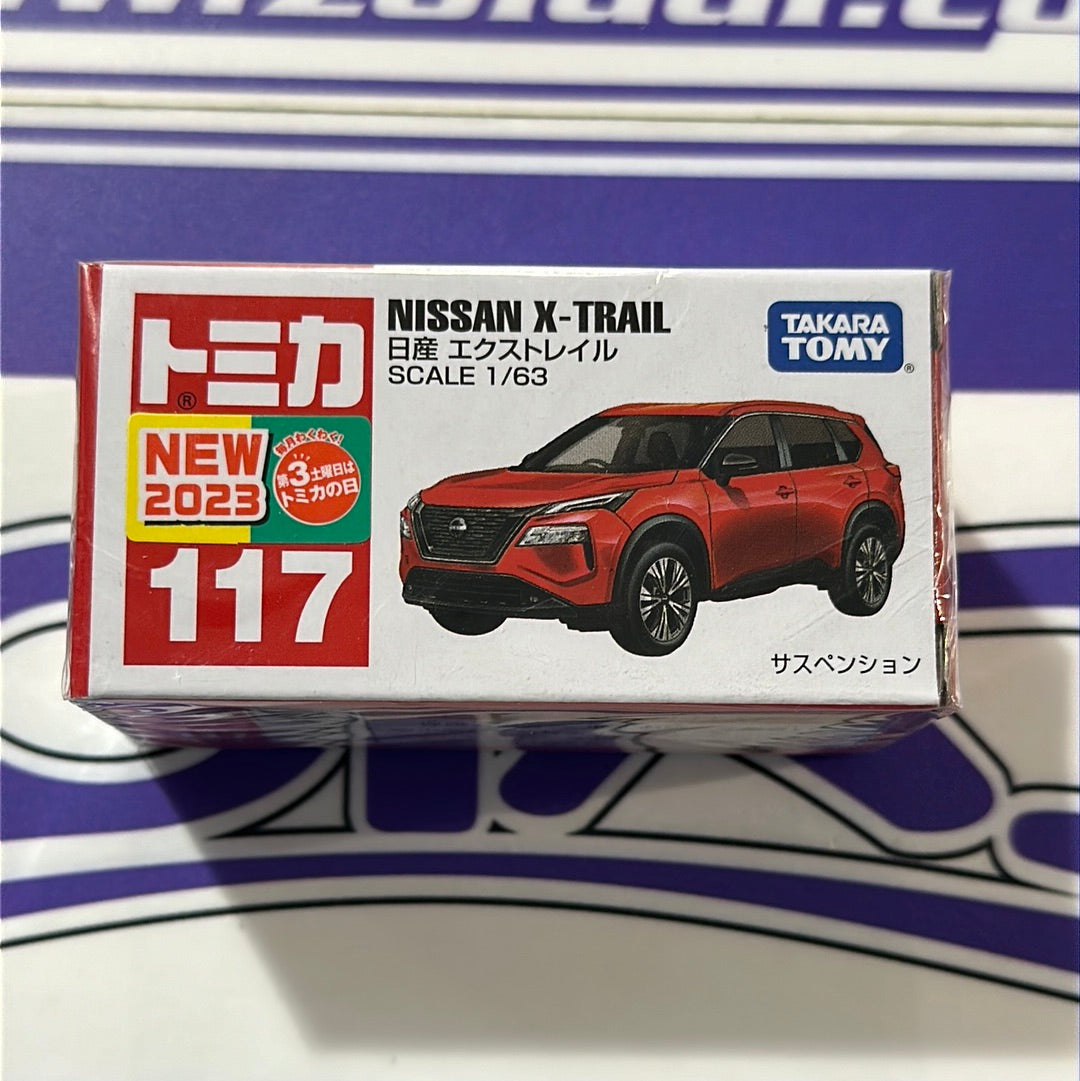 トミカ
®
NEW
2023
毎月わくわく!
第3土曜日は
トミカの日
117
NISSAN X-TRAIL
日産 エクストレイル
SCALE 1/63
TAKARA
TOMY
®
サスペンション